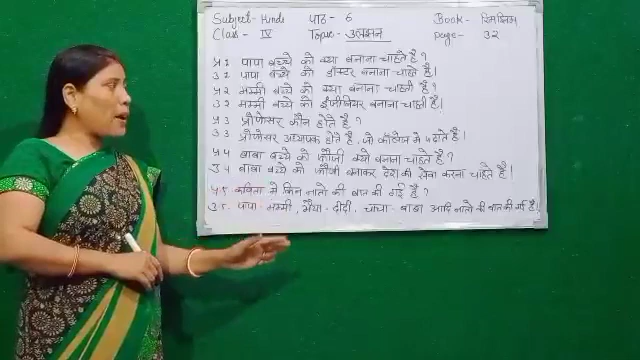 Subject- Hindi पाठ- 6 Book- रिमझिम
Class- IV Topic- उलझन page- 32
प्र.1 पापा बच्चे को क्या बनाना चाहते है ?
उ.1 पापा बच्चे को डॉक्टर बनाना चाहते है।
प्र.2 मम्मी बच्चे को क्या बनाना चाहती है ?
उ.2 मम्मी बच्चे को ईंजीनियर बनाना चाहती है।
प्र.3 प्रौफेसर कौन होते है ?
उ.3 प्रौफेसर अध्यापक होते है, जो कॉलेज मे पढ़ाते है।
प्र.4 बाबा बच्चे को फौजी क्यो बनाना चाहते है ?
उ.4 बाबा बच्चे को फौजी बनाकर देश की सेवा करना चाहते है।
प्र.5 कविता मे किन नातो की बात की गई है ?
उ.5. पापा - मम्मी, भैया - दीदी, चाचा - बाबा आदि नातो की बात की गई है।